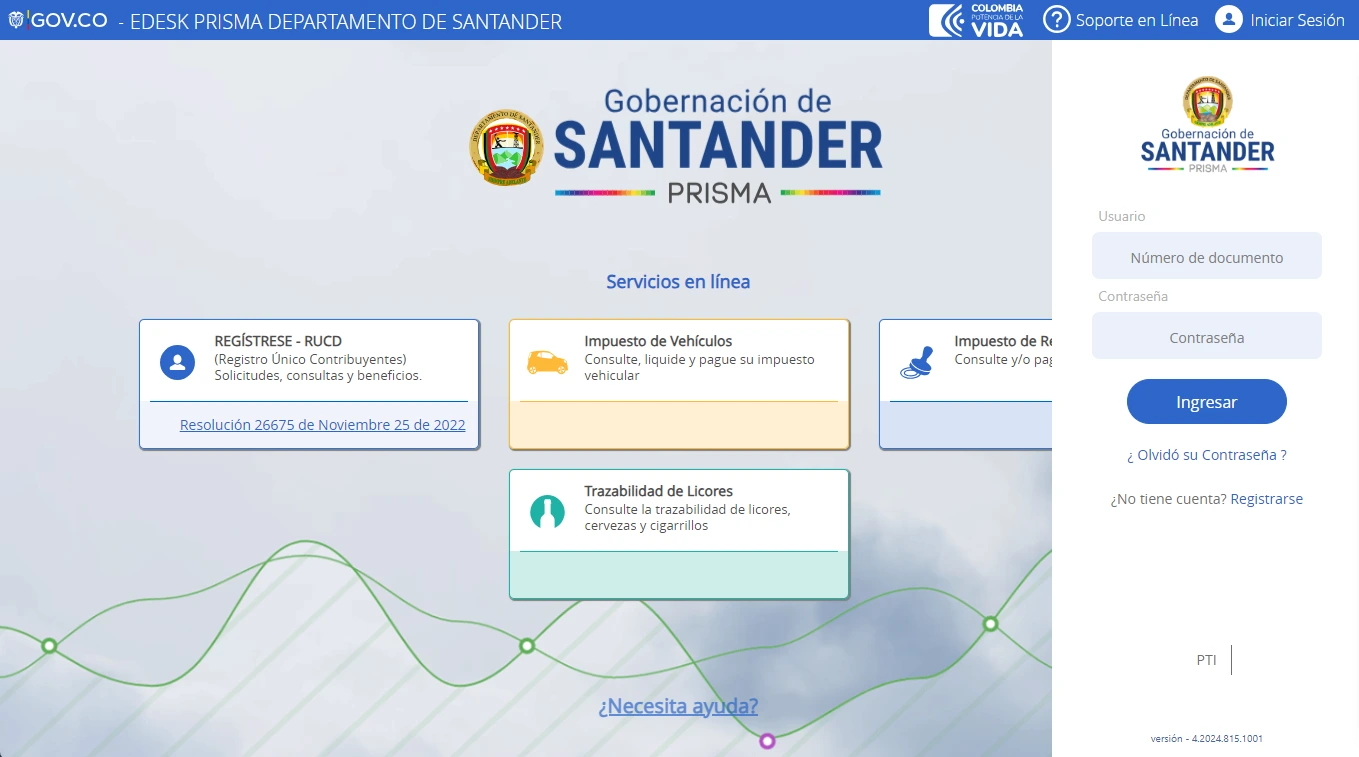 GOV.CO - EDESK PRISMA DEPARTAMENTO DE SANTANDER
COLOMBIA
POTENCIA DE LA
VIDA
Soporte en Línea
Iniciar Sesión
Gobernación de
SANTANDER
PRISMA
Servicios en línea
REGÍSTRESE - RUCD
(Registro Único Contribuyentes)
Solicitudes, consultas y beneficios.
Resolución 26675 de Noviembre 25 de 2022
Impuesto de Vehículos
Consulte, liquide y pague su impuesto
vehicular
Impuesto de Re
Consulte y/o pag
Trazabilidad de Licores
Consulte la trazabilidad de licores,
cervezas y cigarrillos
¿Necesita ayuda?
Gobernación de
SANTANDER
PRISMA
Usuario
Número de documento
Contraseña
Contraseña
Ingresar
¿ Olvidó su Contraseña ?
¿No tiene cuenta? Registrarse
PTI
versión - 4.2024.815.1001